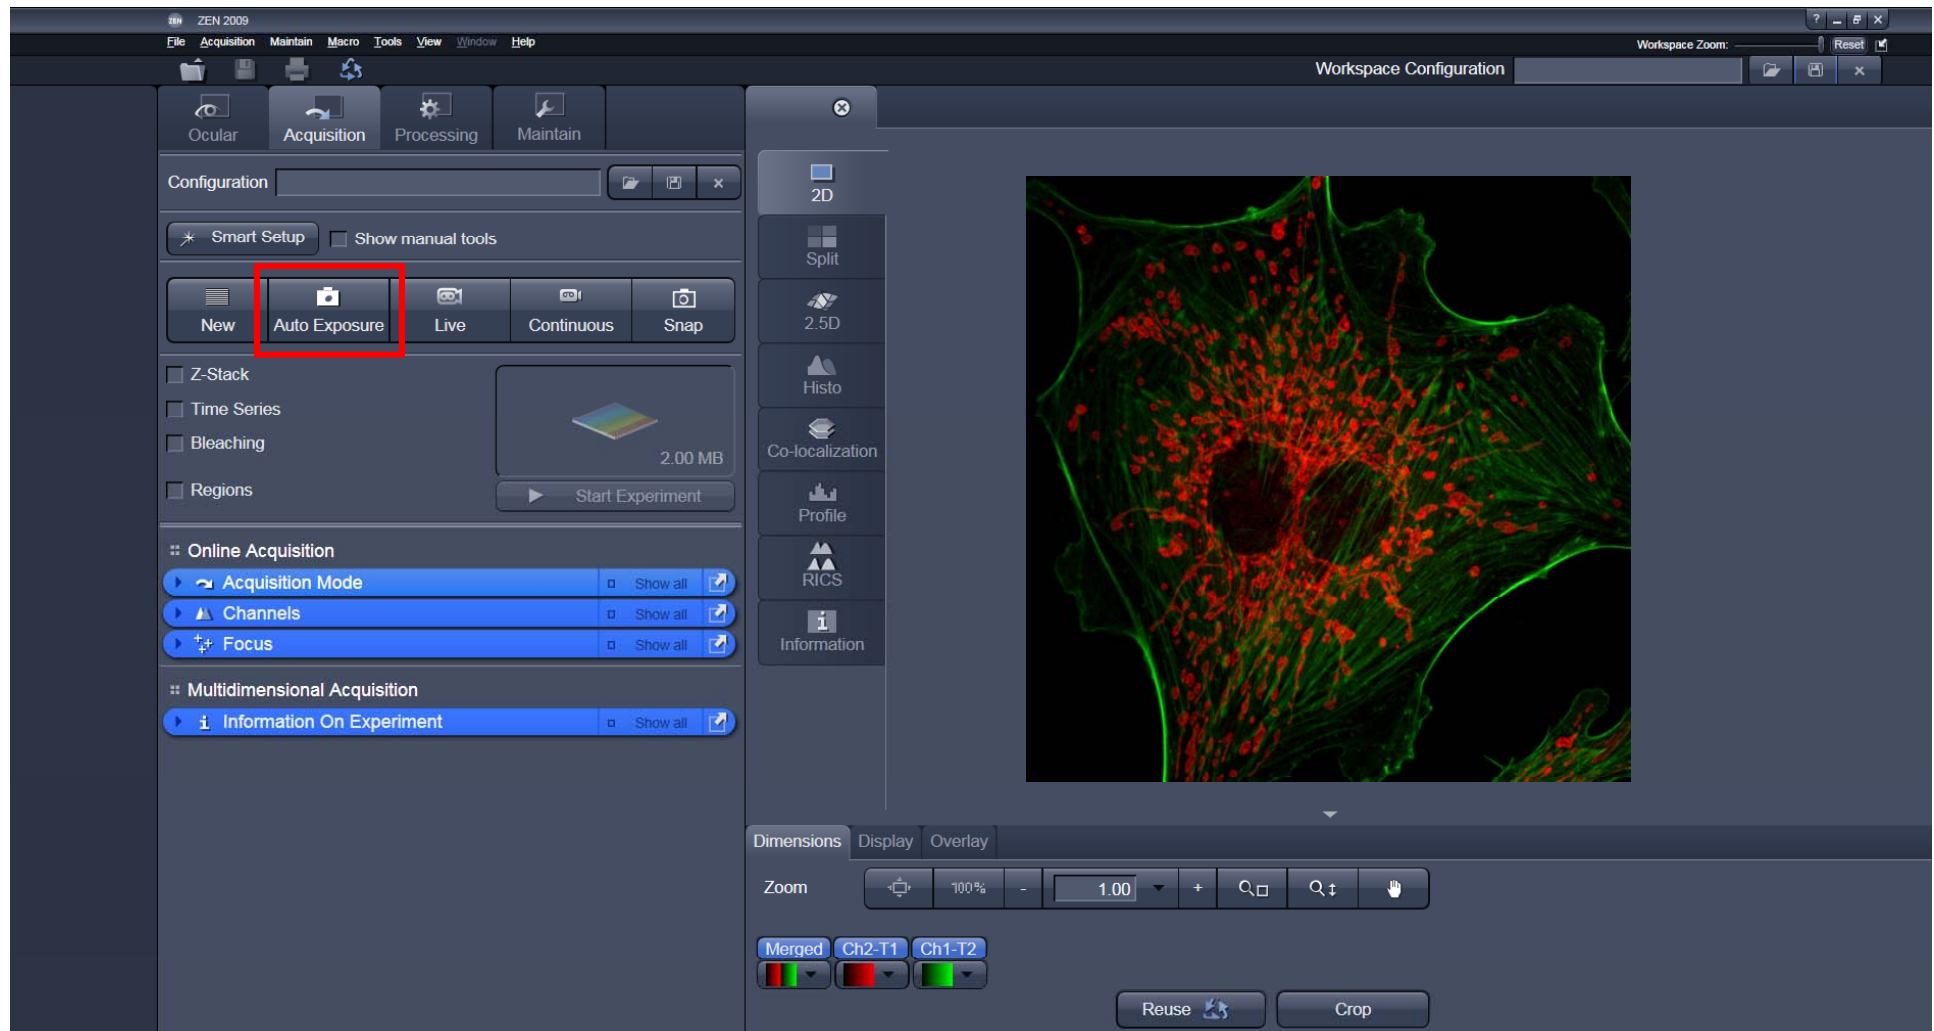 ZEN ZEN 2009
File Acquisition Maintain Macro Tools View Window Help
Workspace Zoom: Reset
Workspace Configuration
Ocular Acquisition Processing Maintain
Configuration
Smart Setup Show manual tools
New Auto Exposure Live Continuous Snap
Z-Stack
Time Series
Bleaching
2.00 MB
Regions
Start Experiment
Online Acquisition
Acquisition Mode Show all
Channels Show all
Focus Show all
Multidimensional Acquisition
Information On Experiment Show all
2D
Split
2.5D
Histo
Co-localization
Profile
RICS
Information
Dimensions Display Overlay
Zoom 100% - 1.00 +
Merged Ch2-T1 Ch1-T2
Reuse Crop